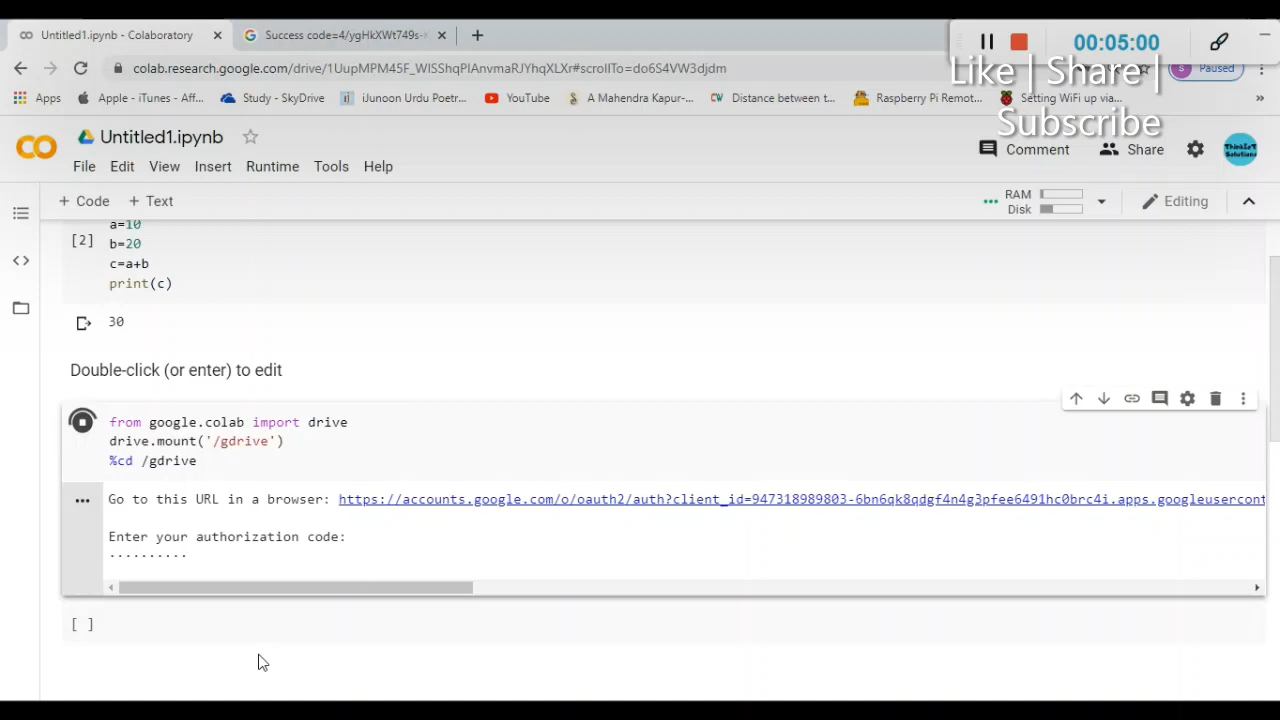 Untitled1.ipynb - Colaboratory
Success code=4/ygHkXWt749s-
00:05:00
colab.research.google.com/drive/1UupMPM45F_WiSShqPIAnvmaRJYhqXLXr#scrollTo=do6S4VW3djdm
S Paused
Like | Share |
Subscribe
Apps
Apple - iTunes - Aff...
Study - SkyDrive
iJunoon Urdu Poetr...
YouTube
A Mahendra Kapur-...
CW Distance between t...
Raspberry Pi Remot...
Setting WiFi up via...
»
Untitled1.ipynb
Comment
Share
ThinkIoT
Solutions
File Edit View Insert Runtime Tools Help
+ Code + Text
RAM
Disk
Editing
a=10
[2] b=20
c=a+b
print(c)
30
Double-click (or enter) to edit
from google.colab import drive
drive.mount('/gdrive')
%cd /gdrive
Go to this URL in a browser: https://accounts.google.com/o/oauth2/auth?client_id=947318989803-6bn6qk8qdgf4n4g3pfee6491hc0brc4i.apps.googleusercont
Enter your authorization code:
··········
[ ]